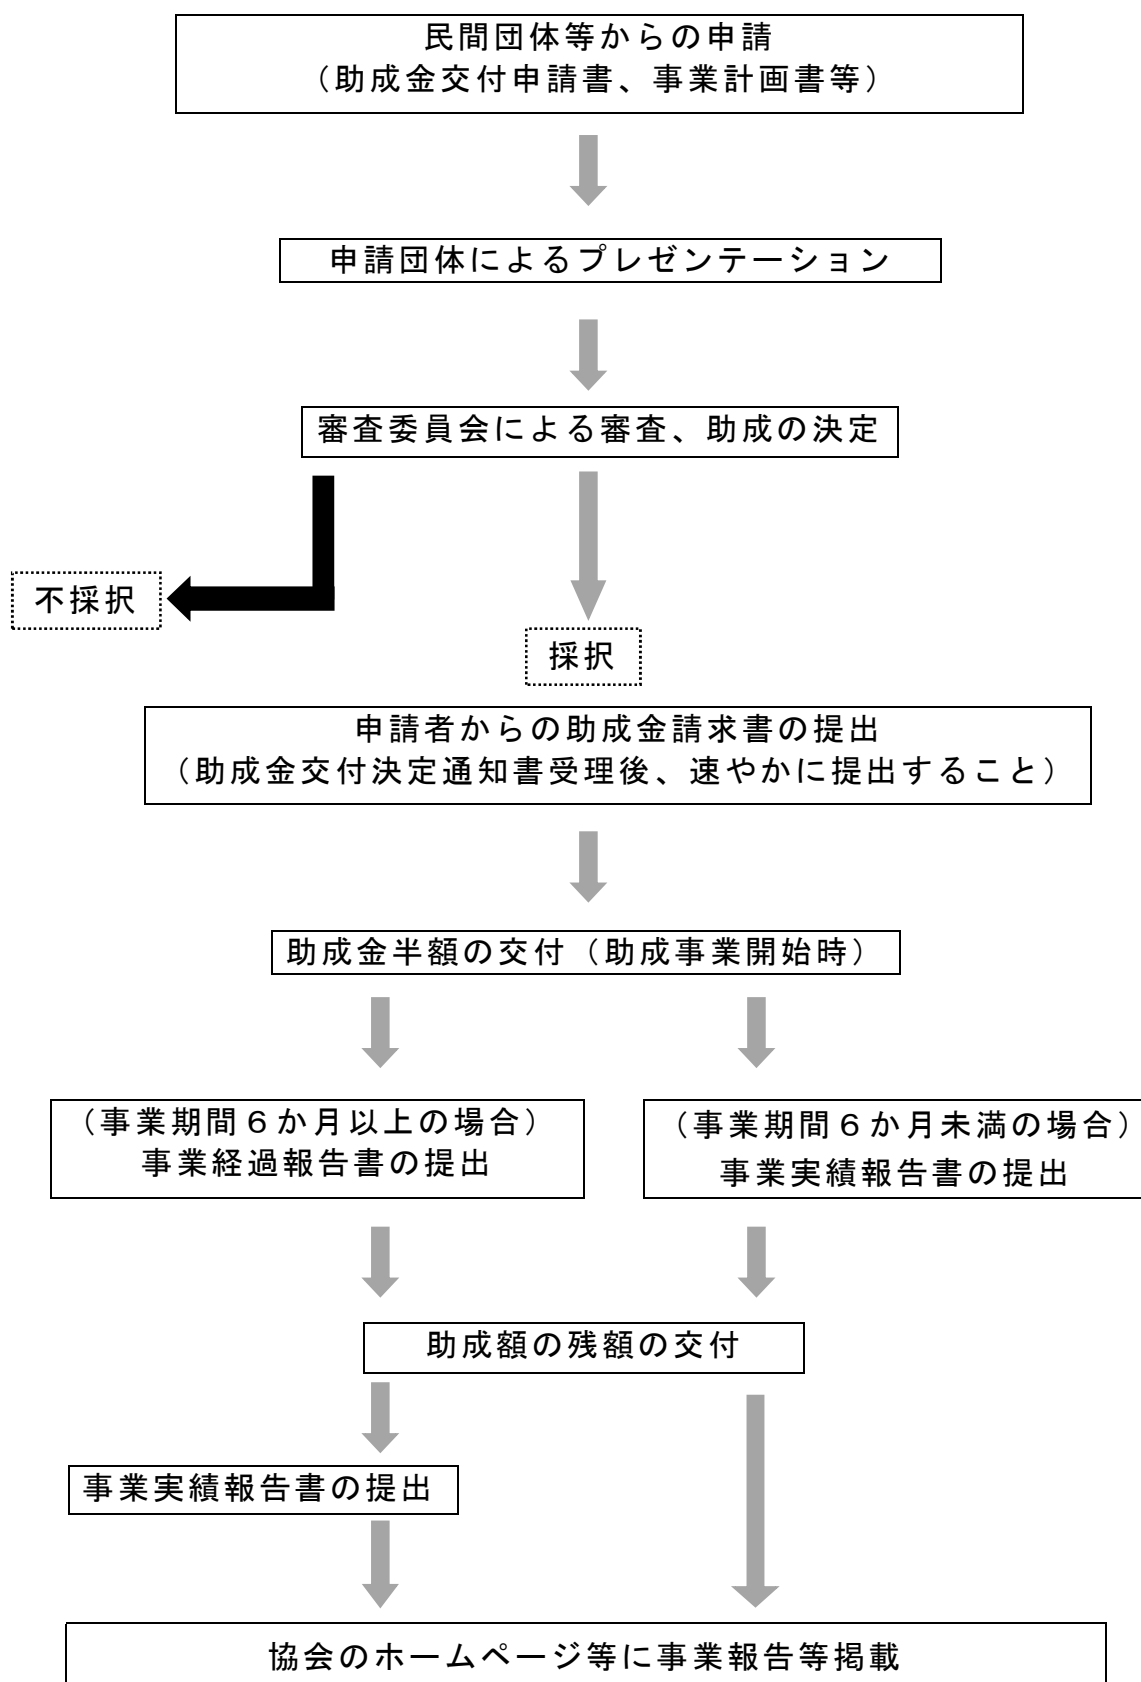 民間団体等からの申請
（助成金交付申請書、事業計画書等）
申請団体によるプレゼンテーション
審査委員会による審査、助成の決定
不採択
採択
申請者からの助成金請求書の提出
（助成金交付決定通知書受理後、速やかに提出すること）
助成金半額の交付（助成事業開始時）
（事業期間６か月以上の場合）
事業経過報告書の提出
（事業期間６か月未満の場合）
事業実績報告書の提出
助成額の残額の交付
事業実績報告書の提出
協会のホームページ等に事業報告等掲載